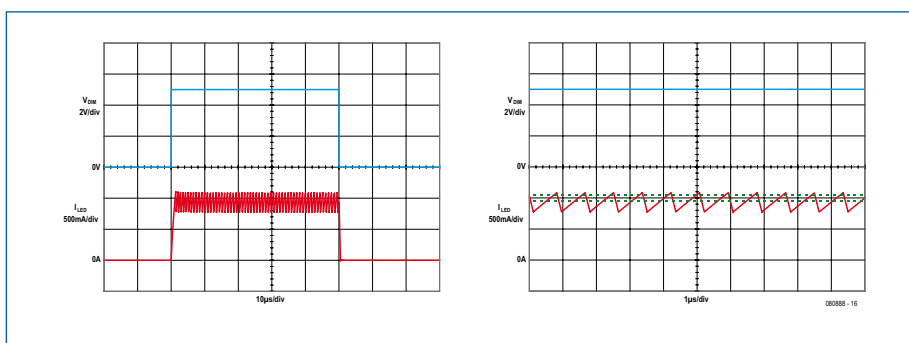 VDIM
2V/div
0V
ILED
500mA/div
0A
10µs/div
VDIM
2V/div
0V
ILED
500mA/div
0A
1µs/div
080888 - 16